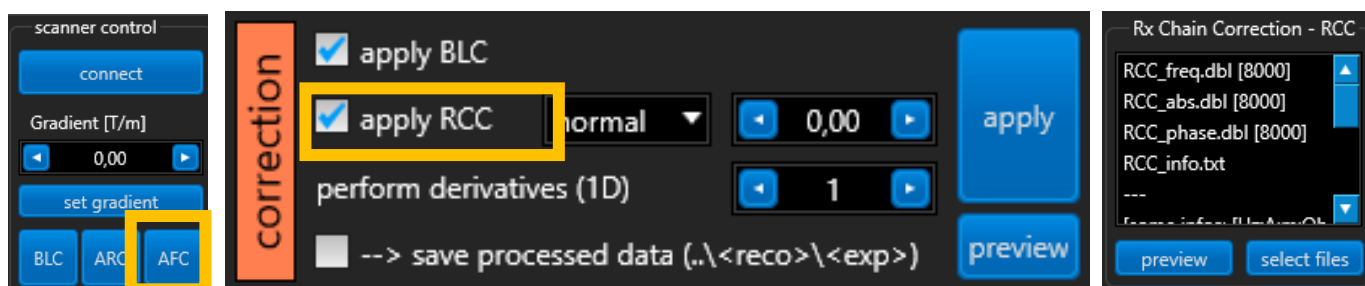 scanner control
connect
Gradient [T/m]
0,00
set gradient
BLC ARC AFC
correction
apply BLC
apply RCC normal 0,00
perform derivatives (1D) 1
--> save processed data (..\<reco>\<exp>)
apply
preview
Rx Chain Correction - RCC
RCC_freq.dbl [8000]
RCC_abs.dbl [8000]
RCC_phase.dbl [8000]
RCC_info.txt
---
preview select files